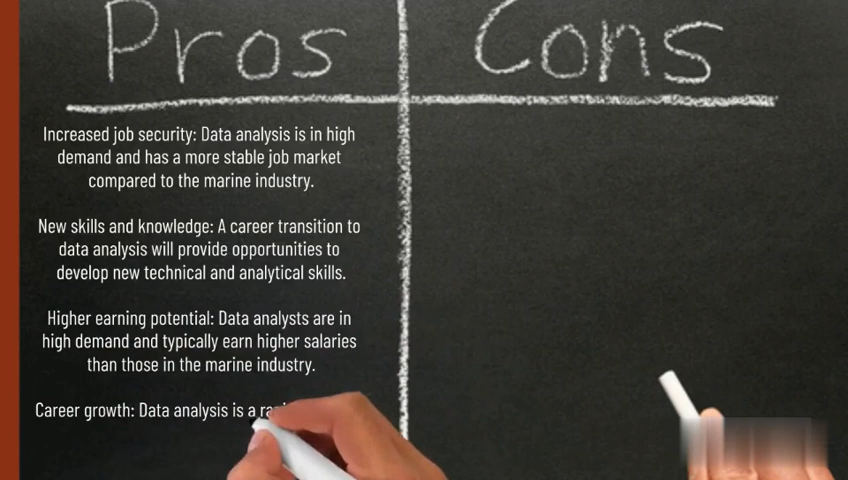 Pros
Cons
Increased job security: Data analysis is in high
demand and has a more stable job market
compared to the marine industry.
New skills and knowledge: A career transition to
data analysis will provide opportunities to
develop new technical and analytical skills.
Higher earning potential: Data analysts are in
high demand and typically earn higher salaries
than those in the marine industry.
Career growth: Data analysis is a